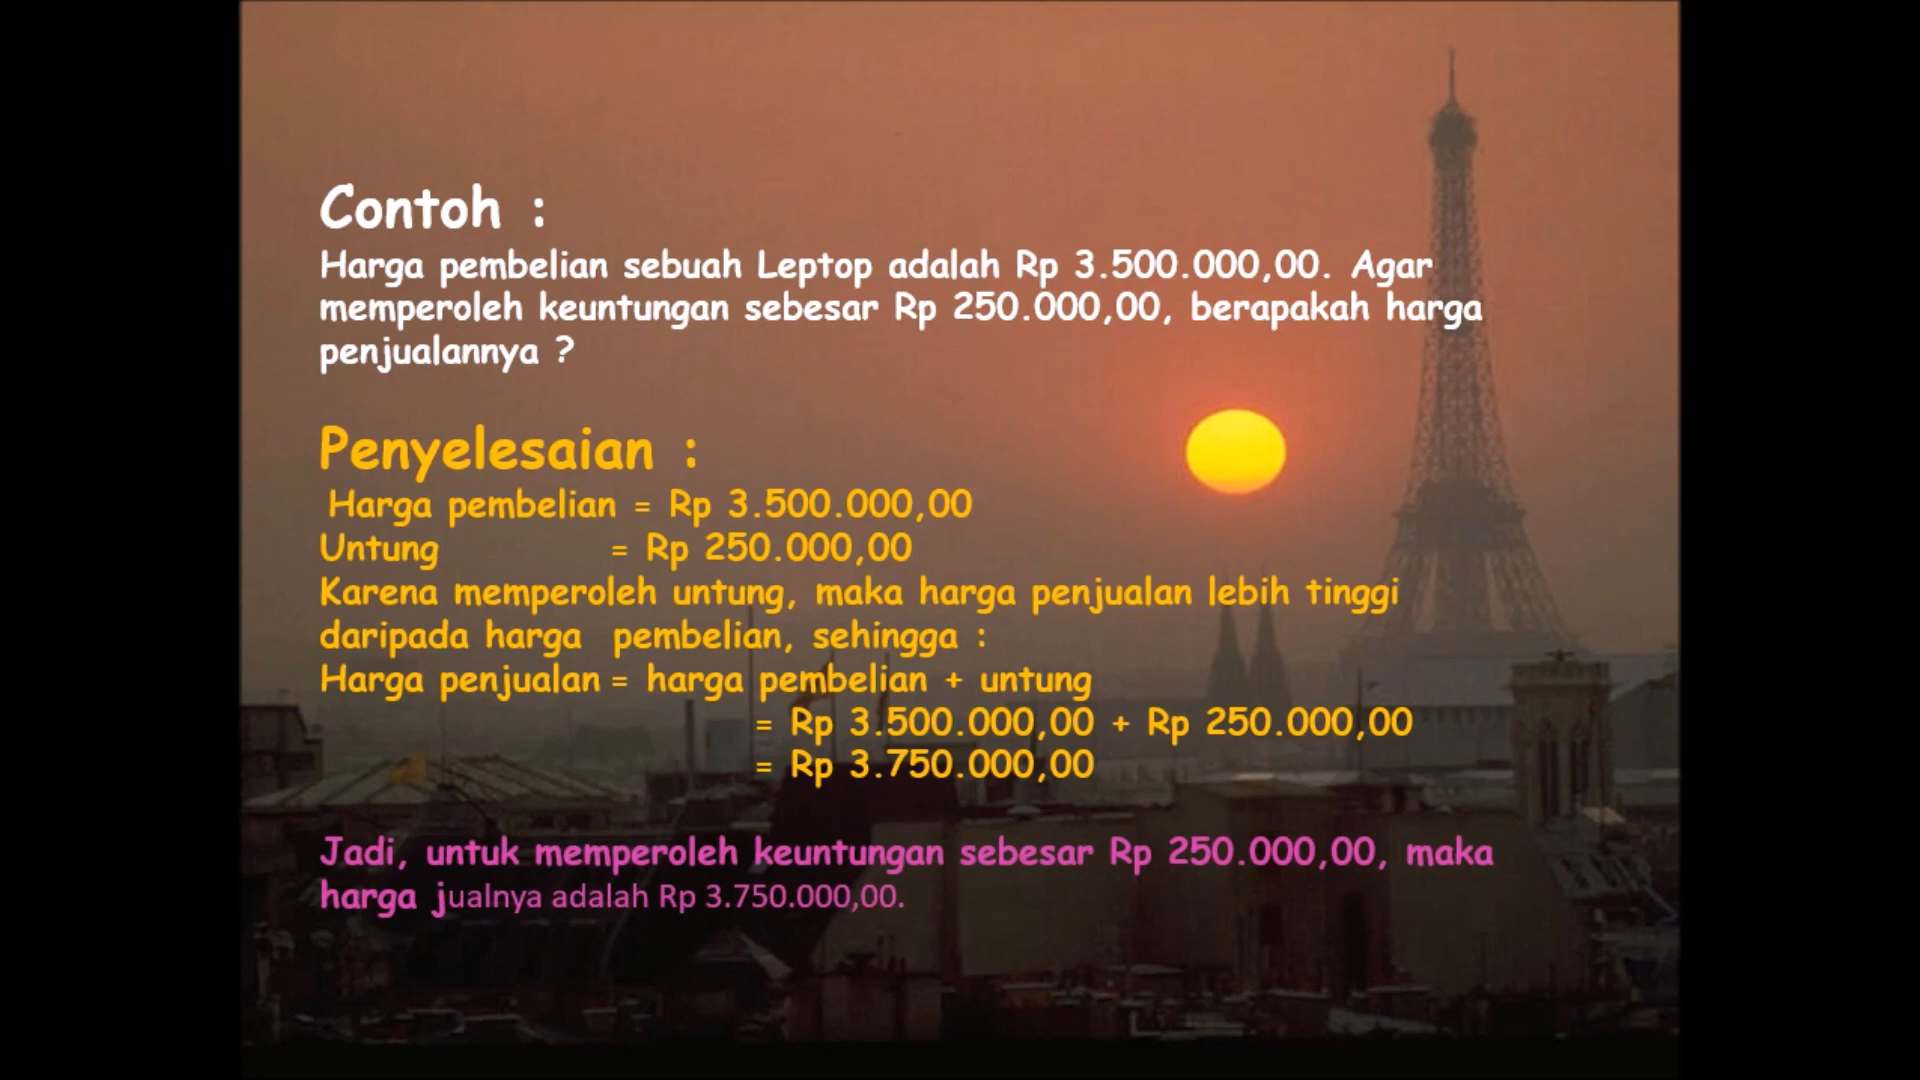 Contoh :
Harga pembelian sebuah Leptop adalah Rp 3.500.000,00. Agar
memperoleh keuntungan sebesar Rp 250.000,00, berapakah harga
penjualannya ?
Penyelesaian :
Harga pembelian = Rp 3.500.000,00
Untung = Rp 250.000,00
Karena memperoleh untung, maka harga penjualan lebih tinggi
daripada harga pembelian, sehingga :
Harga penjualan = harga pembelian + untung
= Rp 3.500.000,00 + Rp 250.000,00
= Rp 3.750.000,00
Jadi, untuk memperoleh keuntungan sebesar Rp 250.000,00, maka
harga jualnya adalah Rp 3.750.000,00.